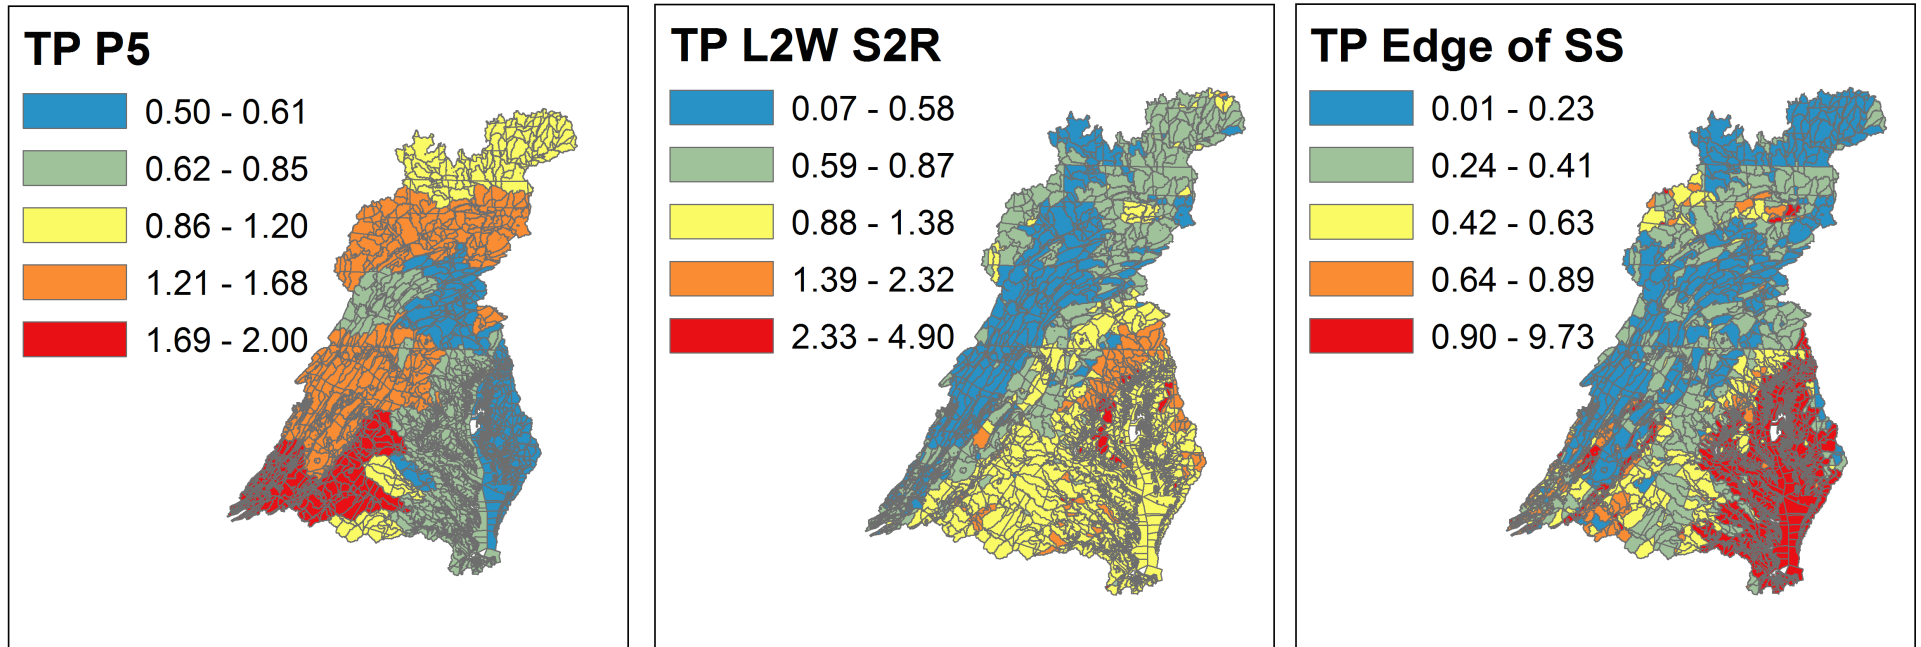 TP P5
0.50 - 0.61
0.62 - 0.85
0.86 - 1.20
1.21 - 1.68
1.69 - 2.00
TP L2W S2R
0.07 - 0.58
0.59 - 0.87
0.88 - 1.38
1.39 - 2.32
2.33 - 4.90
TP Edge of SS
0.01 - 0.23
0.24 - 0.41
0.42 - 0.63
0.64 - 0.89
0.90 - 9.73